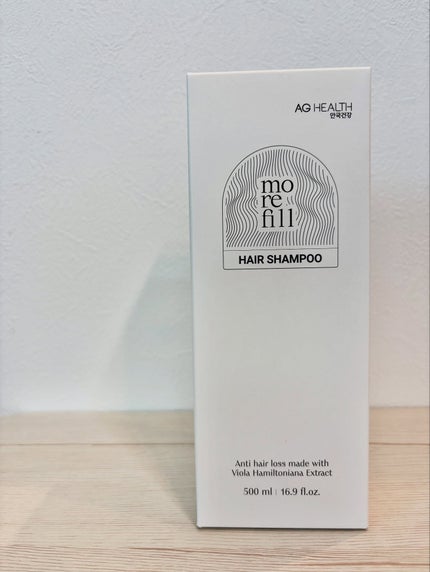 AG HEALTH
안국건강
mo
re
fill
HAIR SHAMPOO
Anti hair loss made with
Viola Hamiltoniana Extract
500 ml | 16.9 fl.oz.